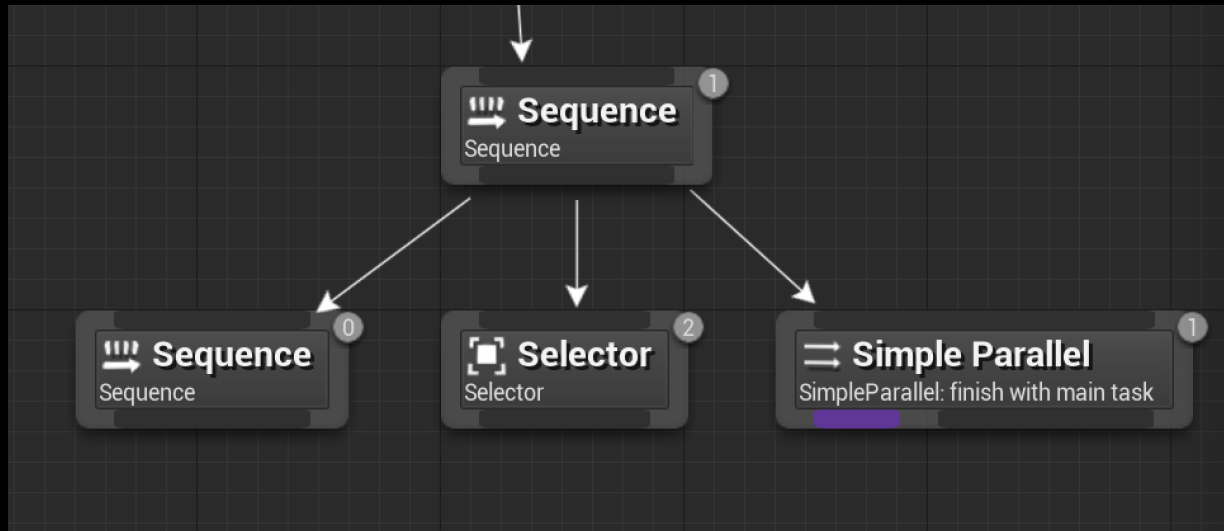 1
Sequence
Sequence
0
Sequence
Sequence
2
Selector
Selector
1
Simple Parallel
SimpleParallel: finish with main task